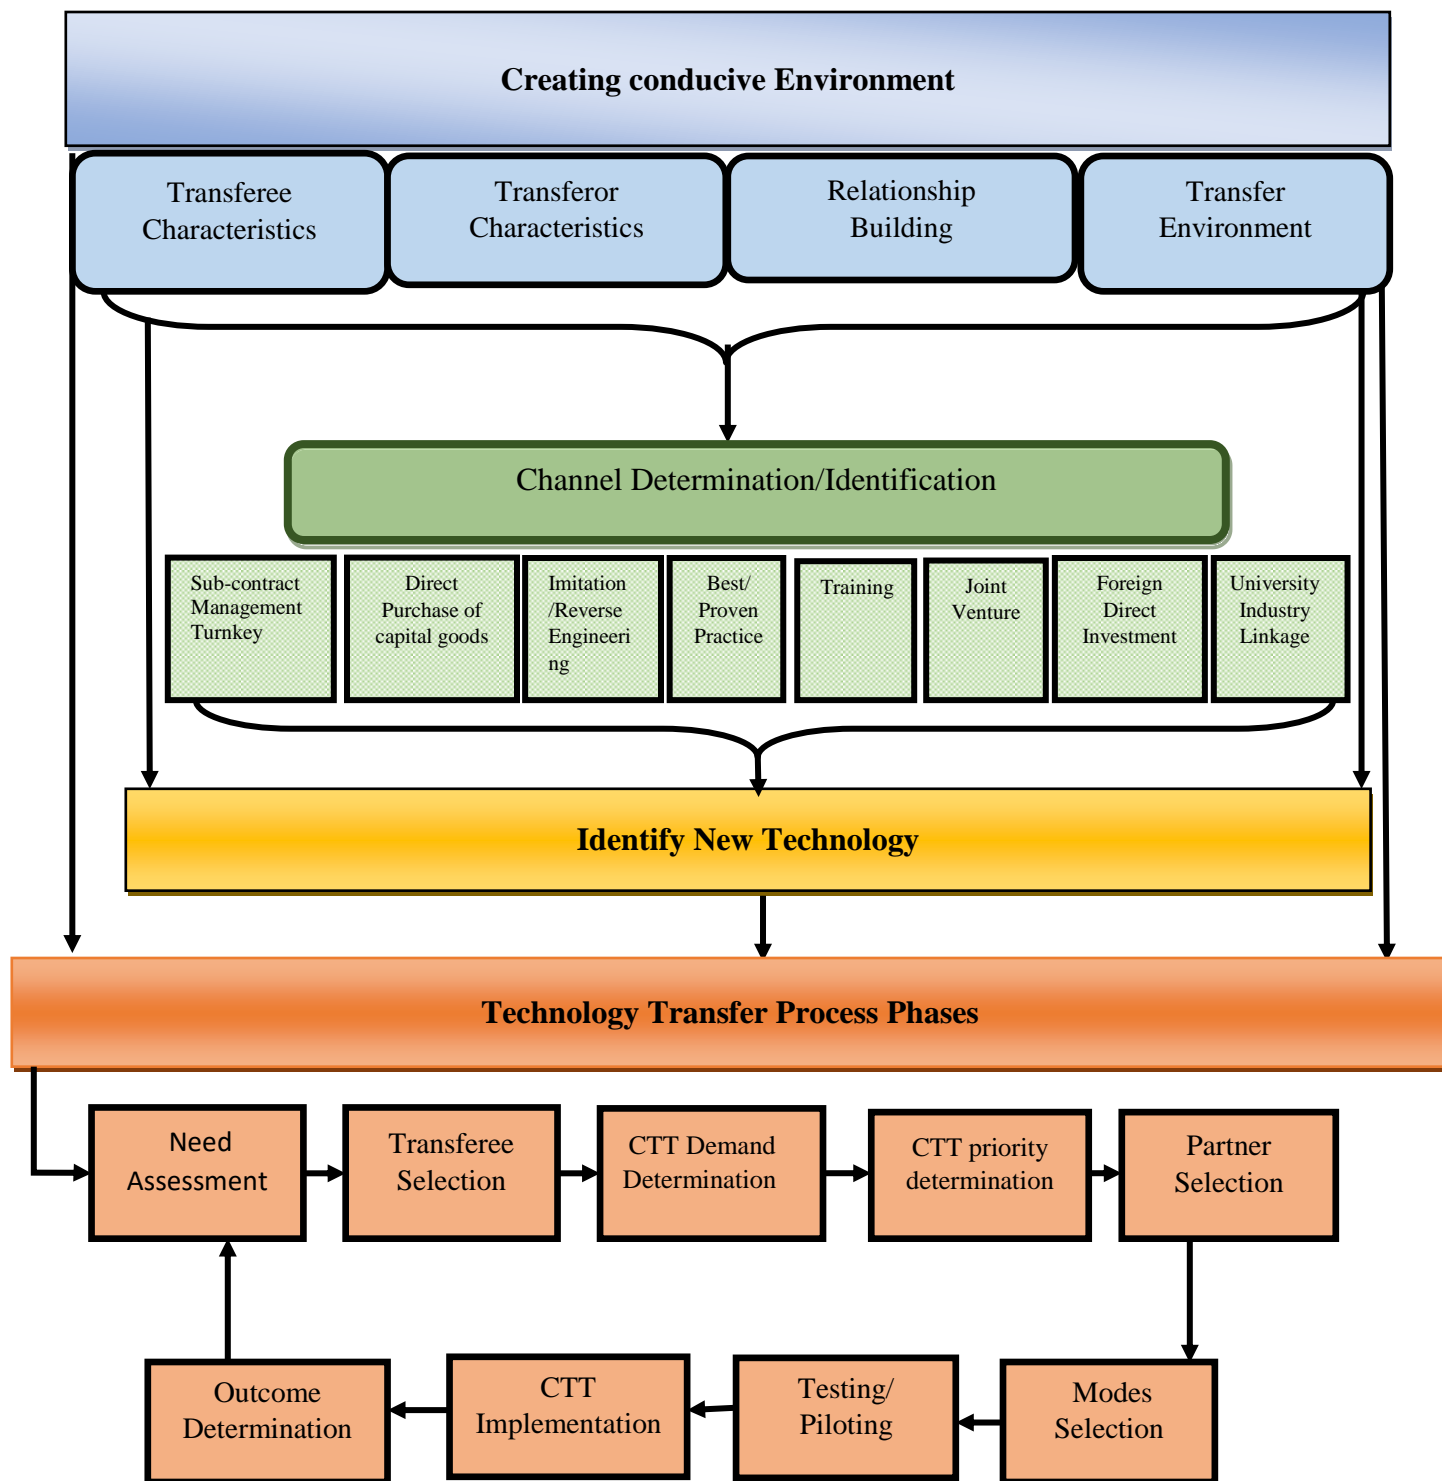 Creating conducive Environment
Transferee
Characteristics
Transferor
Characteristics
Relationship
Building
Transfer
Environment
Channel Determination/Identification
Sub-contract
Management
Turnkey
Direct
Purchase of
capital goods
Imitation
/Reverse
Engineeri
ng
Best/
Proven
Practice
Training
Joint
Venture
Foreign
Direct
Investment
University
Industry
Linkage
Identify New Technology
Technology Transfer Process Phases
Need
Assessment
Transferee
Selection
CTT Demand
Determination
CTT priority
determination
Partner
Selection
Outcome
Determination
CTT
Implementation
Testing/
Piloting
Modes
Selection